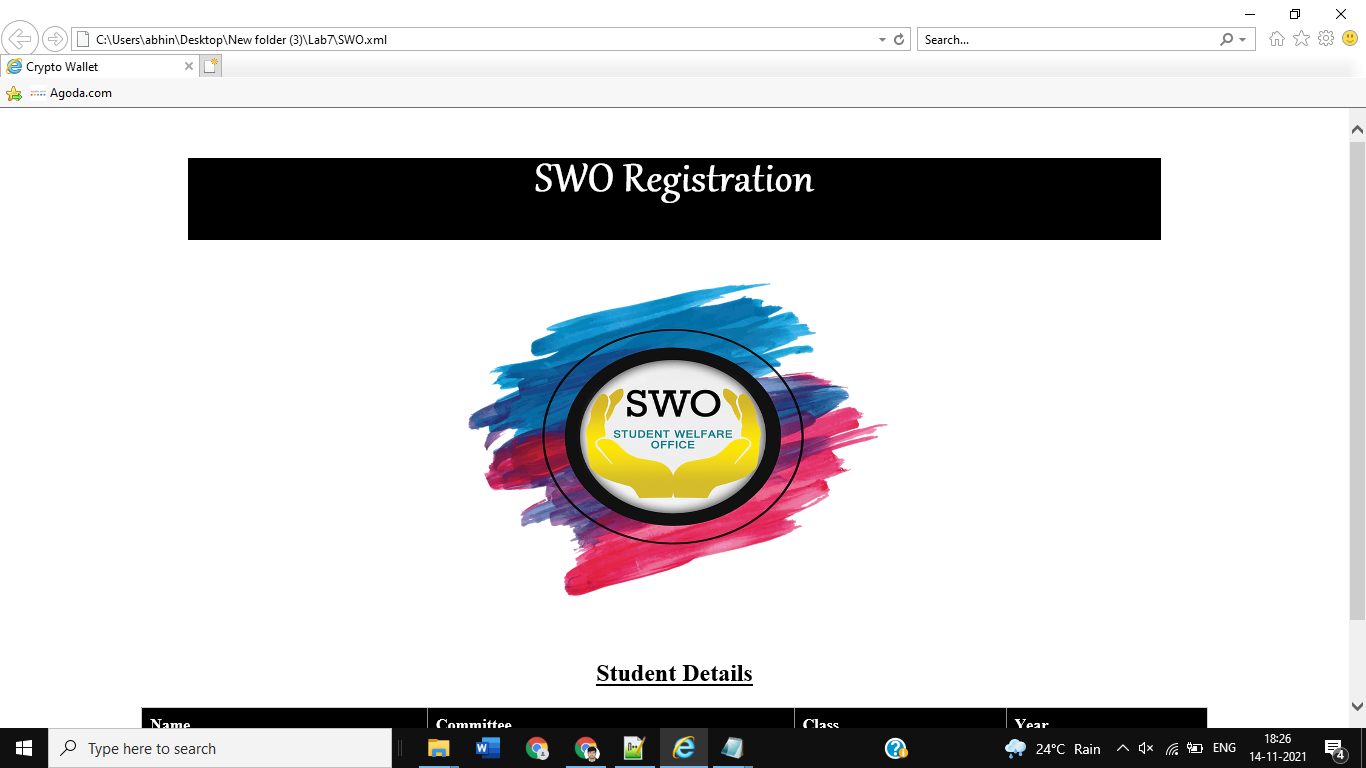 C:\Users\abhin\Desktop\New folder (3)\Lab7\SWO.xml
Search...
Crypto Wallet
Agoda.com
SWO Registration
SWO
STUDENT WELFARE
OFFICE
Student Details
Name Committee Class Year
Type here to search
24°C Rain
ENG
18:26
14-11-2021
4